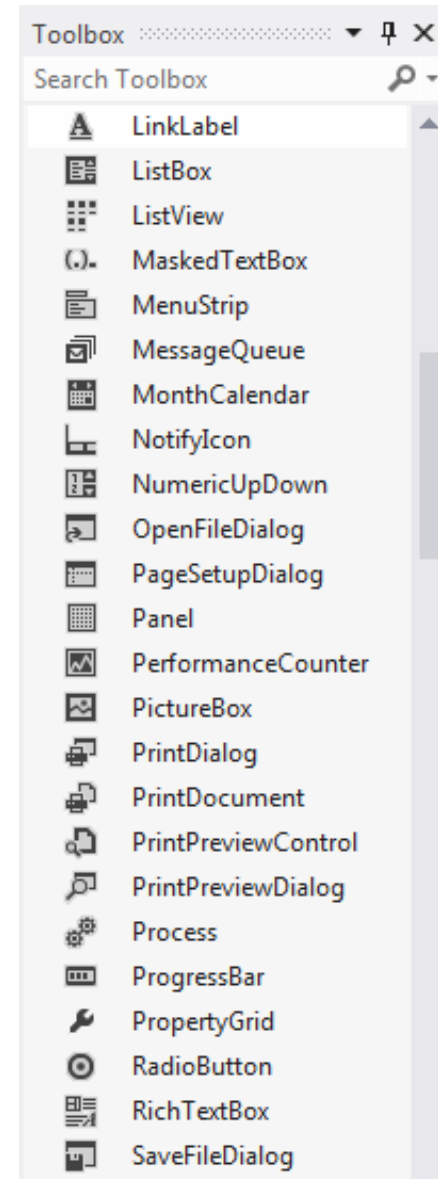 Toolbox
Search Toolbox
LinkLabel
ListBox
ListView
MaskedTextBox
MenuStrip
MessageQueue
MonthCalendar
NotifyIcon
NumericUpDown
OpenFileDialog
PageSetupDialog
Panel
PerformanceCounter
PictureBox
PrintDialog
PrintDocument
PrintPreviewControl
PrintPreviewDialog
Process
ProgressBar
PropertyGrid
RadioButton
RichTextBox
SaveFileDialog